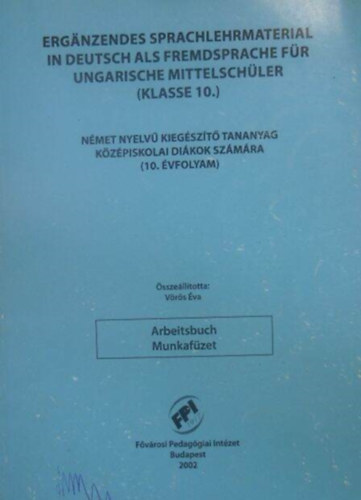 ERGÄNZENDES SPRACHLEHRMATERIAL
IN DEUTSCH ALS FREMDSPRACHE FÜR
UNGARISCHE MITTELSCHÜLER
(KLASSE 10.)
NÉMET NYELVŰ KIEGÉSZÍTŐ TANANYAG
KÖZÉPISKOLAI DIÁKOK SZÁMÁRA
(10. ÉVFOLYAM)
Összeállította:
Vörös Éva
Arbeitsbuch
Munkafüzet
FPI
Fővárosi Pedagógiai Intézet
Budapest
2002